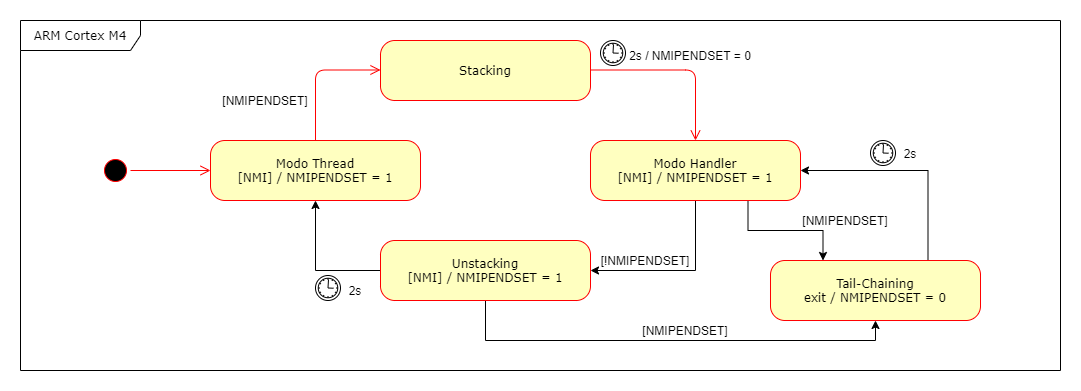 ARM Cortex M4
Stacking
2s / NMIPENDSET = 0
[NMIPENDSET]
Modo Thread
[NMI] / NMIPENDSET = 1
Modo Handler
[NMI] / NMIPENDSET = 1
2s
[NMIPENDSET]
Unstacking
[NMI] / NMIPENDSET = 1
[!NMIPENDSET]
2s
Tail-Chaining
exit / NMIPENDSET = 0
[NMIPENDSET]